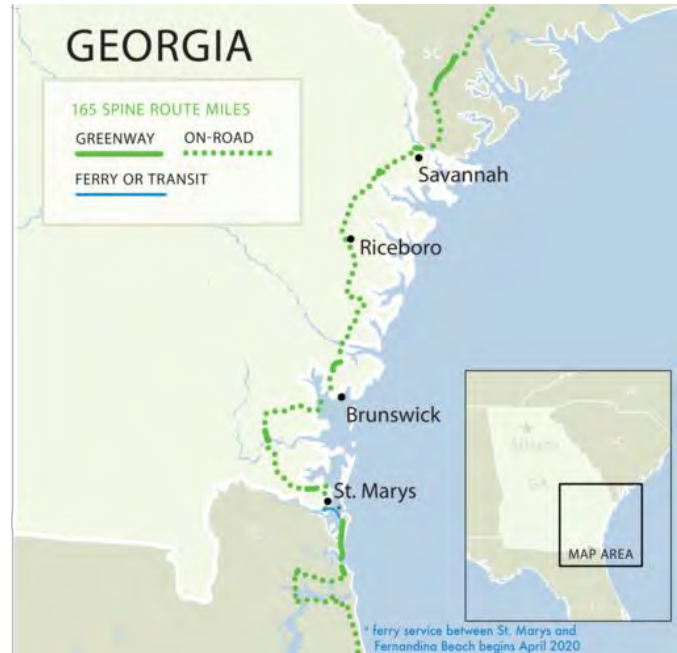 GEORGIA
165 SPINE ROUTE MILES
GREENWAY ON-ROAD
FERRY OR TRANSIT
SC
Savannah
Riceboro
Brunswick
St. Marys
Atlanta
GA
MAP AREA
* ferry service between St. Marys and
Fernandina Beach begins April 2020